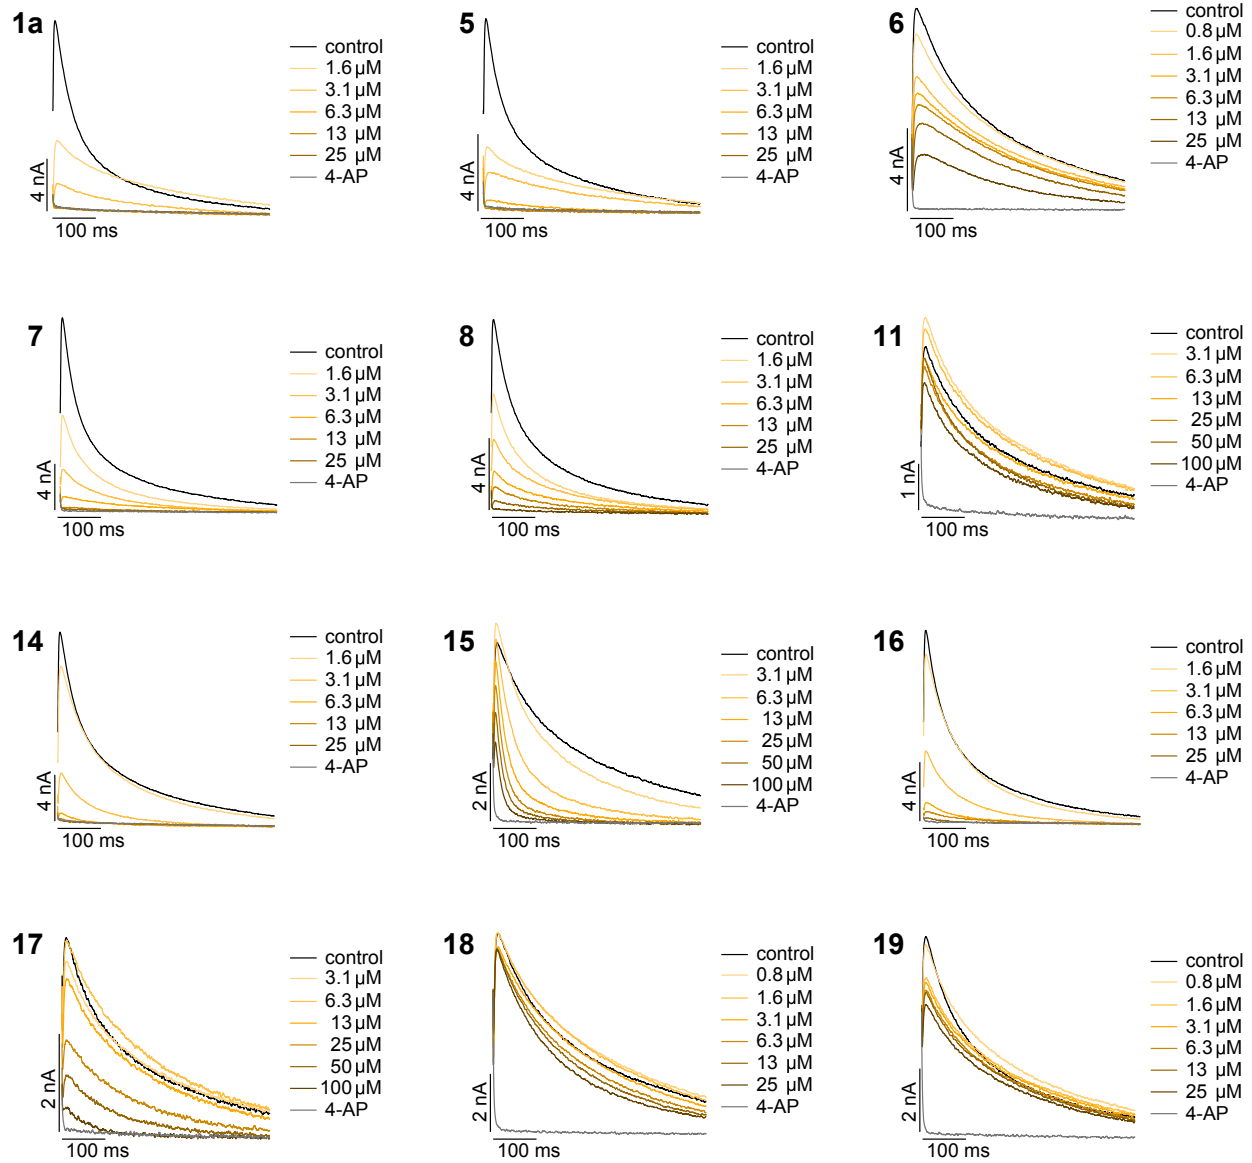 1a
control
1.6 µM
3.1 µM
6.3 µM
13 µM
25 µM
4-AP
4 nA
100 ms
5
control
1.6 µM
3.1 µM
6.3 µM
13 µM
25 µM
4-AP
4 nA
100 ms
6
control
0.8 µM
1.6 µM
3.1 µM
6.3 µM
13 µM
25 µM
4-AP
4 nA
100 ms
7
control
1.6 µM
3.1 µM
6.3 µM
13 µM
25 µM
4-AP
4 nA
100 ms
8
control
1.6 µM
3.1 µM
6.3 µM
13 µM
25 µM
4-AP
4 nA
100 ms
11
control
3.1 µM
6.3 µM
13 µM
25 µM
50 µM
100 µM
4-AP
1 nA
100 ms
14
control
1.6 µM
3.1 µM
6.3 µM
13 µM
25 µM
4-AP
4 nA
100 ms
15
control
3.1 µM
6.3 µM
13 µM
25 µM
50 µM
100 µM
4-AP
2 nA
100 ms
16
control
1.6 µM
3.1 µM
6.3 µM
13 µM
25 µM
4-AP
4 nA
100 ms
17
control
3.1 µM
6.3 µM
13 µM
25 µM
50 µM
100 µM
4-AP
2 nA
100 ms
18
control
0.8 µM
1.6 µM
3.1 µM
6.3 µM
13 µM
25 µM
4-AP
2 nA
100 ms
19
control
0.8 µM
1.6 µM
3.1 µM
6.3 µM
13 µM
25 µM
4-AP
2 nA
100 ms